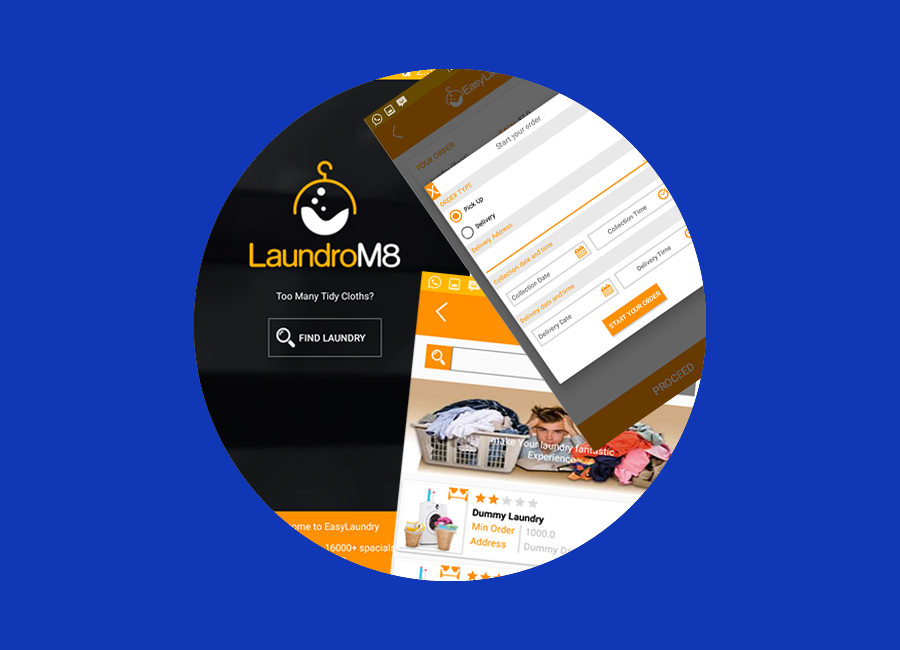 LaundroM8
Too Many Tidy Cloths?
FIND LAUNDRY
ome to EasyLaundry
16000+ spacials
YOUR ORDER
Start your order
ORDER TYPE
Pick Up
Delivery
Delivery Address
Collection date and time
Collection Date
Collection Time
Delivery date and time
Delivery Date
Delivery Time
START YOUR ORDER
PROCEED
Make Your laundry fantastic
Experience
Dummy Laundry
Min Order 1000.0
Address Dummy